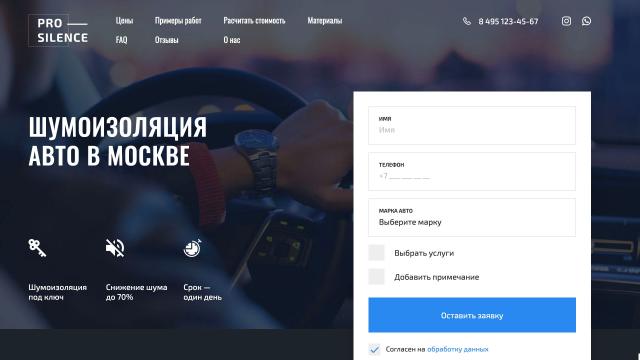 PRO
SILENCE
Цены
Примеры работ
Расчитать стоимость
Материалы
FAQ
Отзывы
О нас
8 495 123-45-67
ШУМОИЗОЛЯЦИЯ
АВТО В МОСКВЕ
Шумоизоляция
под ключ
Снижение шума
до 70%
Срок —
один день
ИМЯ
Имя
ТЕЛЕФОН
+7 ___ ___ __ __
МАРКА АВТО
Выберите марку
Выбрать услуги
Добавить примечание
Оставить заявку
Согласен на обработку данных